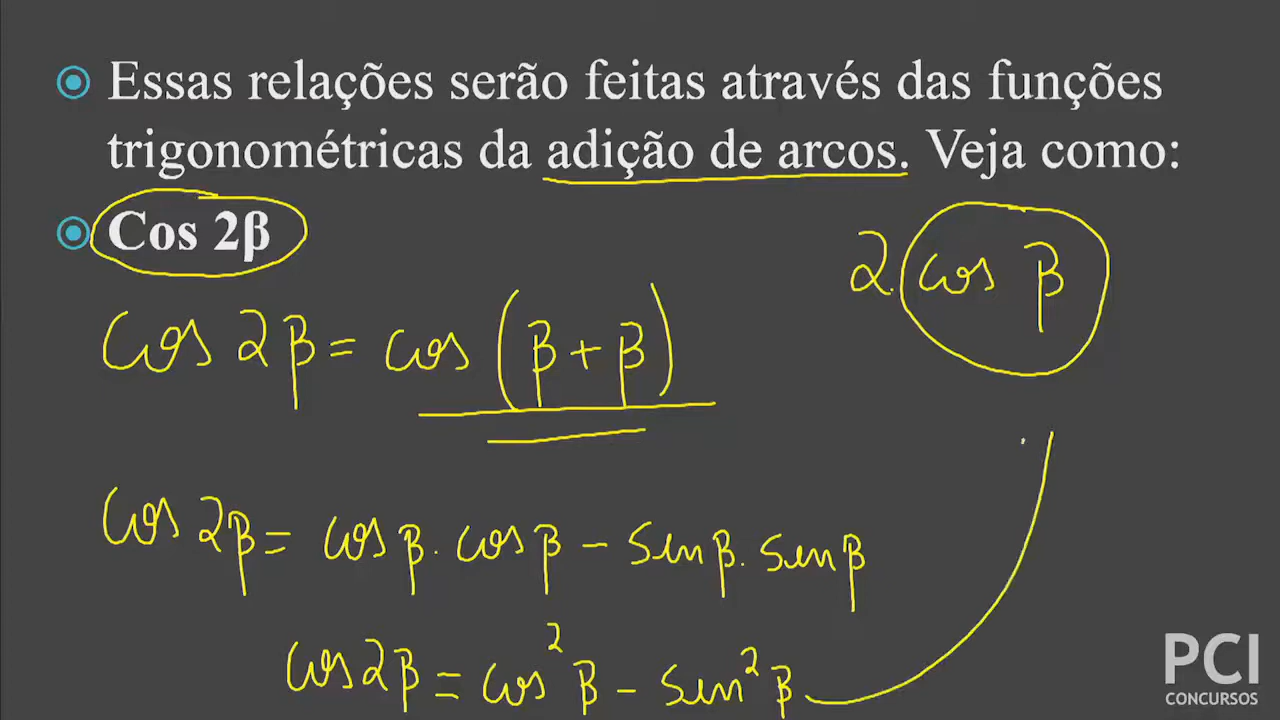 Essas relações serão feitas através das funções
trigonométricas da adição de arcos. Veja como:
Cos 2β
2. cos β
cos 2β = cos (β + β)
cos 2β = cos β . cos β - sen β . sen β
cos 2β = cos² β - sen² β
PCI
CONCURSOS